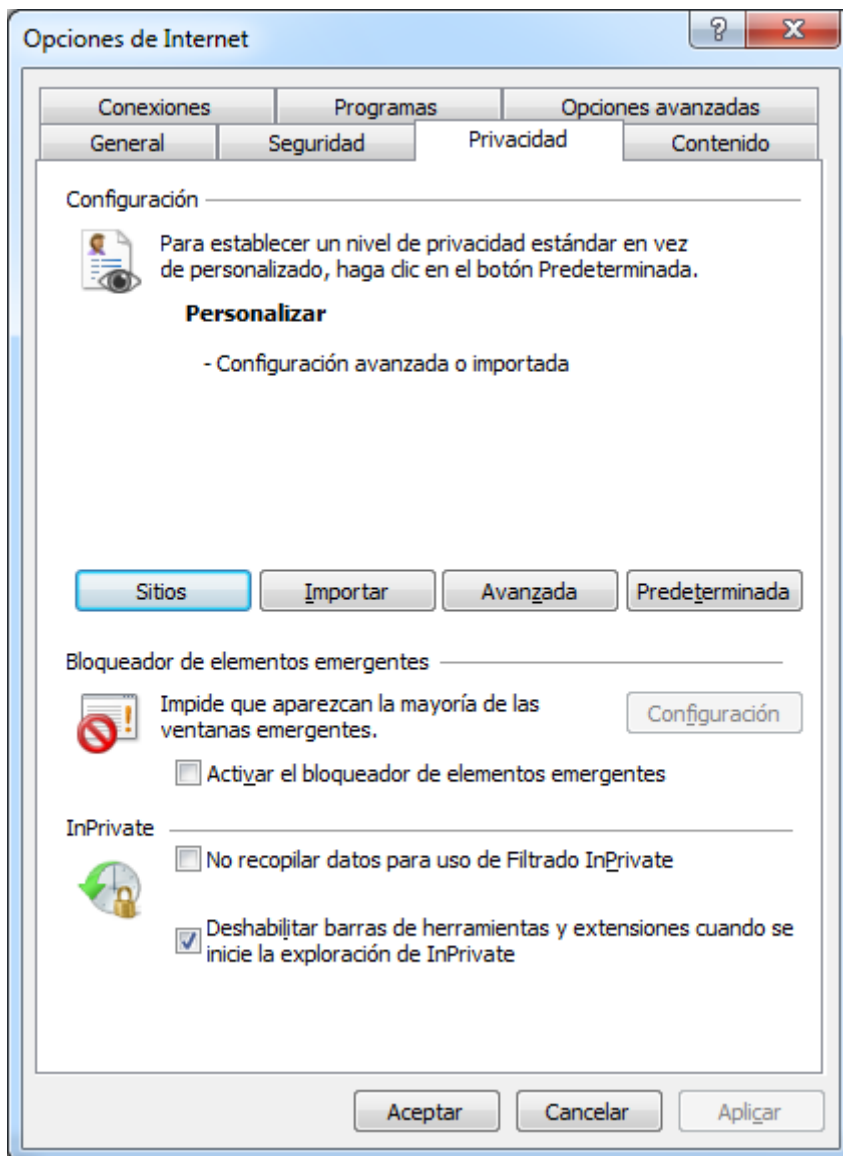 Opciones de Internet
Conexiones
Programas
Opciones avanzadas
General
Seguridad
Privacidad
Contenido
Configuración
Para establecer un nivel de privacidad estándar en vez
de personalizado, haga clic en el botón Predeterminada.
Personalizar
- Configuración avanzada o importada
Sitios
Importar
Avanzada
Predeterminada
Bloqueador de elementos emergentes
Impide que aparezcan la mayoría de las
ventanas emergentes.
Configuración
Activar el bloqueador de elementos emergentes
InPrivate
No recopilar datos para uso de Filtrado InPrivate
Deshabilitar barras de herramientas y extensiones cuando se
inicie la exploración de InPrivate
Aceptar
Cancelar
Aplicar